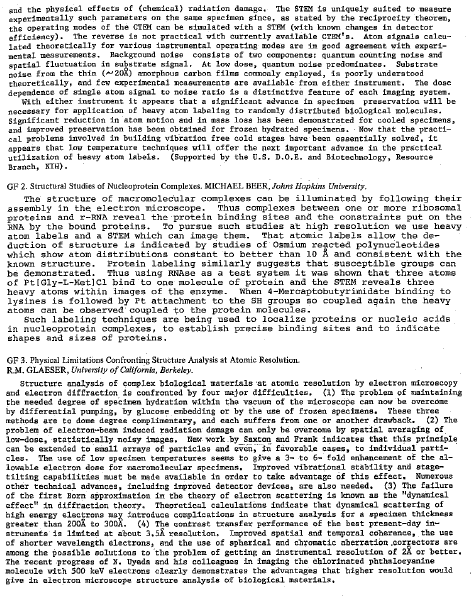 and the physical effects of (chemical) radiation damage. The STEM is uniquely suited to measure
experimentally such parameters on the same specimen since, as stated by the reciprocity theorem,
the operating modes of the CTEM can be simulated with a STEM (with known changes in detector
efficiency). The reverse is not practical with currently available CTEM's. Atom signals calcu-
lated theoretically for various instrumental operating modes are in good agreement with experi-
mental measurements. Background noise consists of two components: quantum counting noise and
spatial fluctuation in substrate signal. At low dose, quantum noise predominates. Substrate
noise from the thin (~20Å) amorphous carbon films commonly employed, is poorly understood
theoretically, and few experimental measurements are available from either instrument. The dose
dependence of single atom signal to noise ratio is a distinctive feature of each imaging system.
With either instrument it appears that a significant advance in specimen preservation will be
necessary for application of heavy atom labeling to randomly distributed biological molecules.
Significant reduction in atom motion and in mass loss has been demonstrated for cooled specimens,
and improved preservation has been obtained for frozen hydrated specimens. Now that the practi-
cal problems involved in building vibration free cold stages have been essentially solved, it
appears that low temperature techniques will offer the next important advance in the practical
utilization of heavy atom labels. (Supported by the U.S. D.O.E. and Biotechnology, Resource
Branch, NIH).
GF 2. Structural Studies of Nucleoprotein Complexes. MICHAEL BEER, Johns Hopkins University.
The structure of macromolecular complexes can be illuminated by following their
assembly in the electron microscope. Thus complexes between one or more ribosomal
proteins and r-RNA reveal the protein binding sites and the constraints put on the
RNA by the bound proteins. To pursue such studies at high resolution we use heavy
atom labels and a STEM which can image them. That atomic labels allow the de-
duction of structure is indicated by studies of Osmium reacted polynucleotides
which show atom distributions constant to better than 10 Å and consistent with the
known structure. Protein labeling similarly suggests that susceptible groups can
be demonstrated. Thus using RNAse as a test system it was shown that three atoms
of Pt[Gly-L-Met]Cl bind to one molecule of protein and the STEM reveals three
heavy atoms within images of the enzyme. When 4-Mercaptobutyrimidate binding to
lysines is followed by Pt attachment to the SH groups so coupled again the heavy
atoms can be observed coupled to the protein molecules.
Such labeling techniques are being used to localize proteins or nucleic acids
in nucleoprotein complexes, to establish precise binding sites and to indicate
shapes and sizes of proteins.
GF 3. Physical Limitations Confronting Structure Analysis at Atomic Resolution.
R.M. GLAESER, University of California, Berkeley.
Structure analysis of complex biological materials at atomic resolution by electron microscopy
and electron diffraction is confronted by four major difficulties. (1) The problem of maintaining
the needed degree of specimen hydration within the vacuum of the microscope can now be overcome
by differential pumping, by glucose embedding or by the use of frozen specimens. These three
methods are to dome degree complimentary, and each suffers from one or another drawback. (2) The
problem of electron-beam induced radiation damage can only be overcome by spatial averaging of
low-dose, statistically noisy images. New work by Saxton and Frank indicates that this principle
can be extended to small arrays of particles and even, in favorable cases, to individual parti-
cles. The use of low specimen temperatures seems to give a 3- to 6- fold enhancement of the al-
lowable electron dose for macromolecular specimens. Improved vibrational stability and stage-
tilting capabilities must be made available in order to take advantage of this effect. Numerous
other technical advances, including improved detector devices, are also needed. (3) The failure
of the first Born approximation in the theory of electron scattering is known as the "dynamical
effect" in diffraction theory. Theoretical calculations indicate that dynamical scattering of
high energy electrons may introduce complications in structure analysis for a specimen thickness
greater than 200Å to 300Å. (4) The contrast transfer performance of the best present-day in-
struments is limited at about 3.5Å resolution. Improved spatial and temporal coherence, the use
of shorter wavelength electrons, and the use of spherical and chromatic aberration correctors are
among the possible solutions to the problem of getting an instrumental resolution of 2Å or better.
The recent progress of N. Uyeda and his colleagues in imaging the chlorinated phthalocyanine
molecule with 500 keV electrons clearly demonstrates the advantages that higher resolution would
give in electron microscope structure analysis of biological materials.